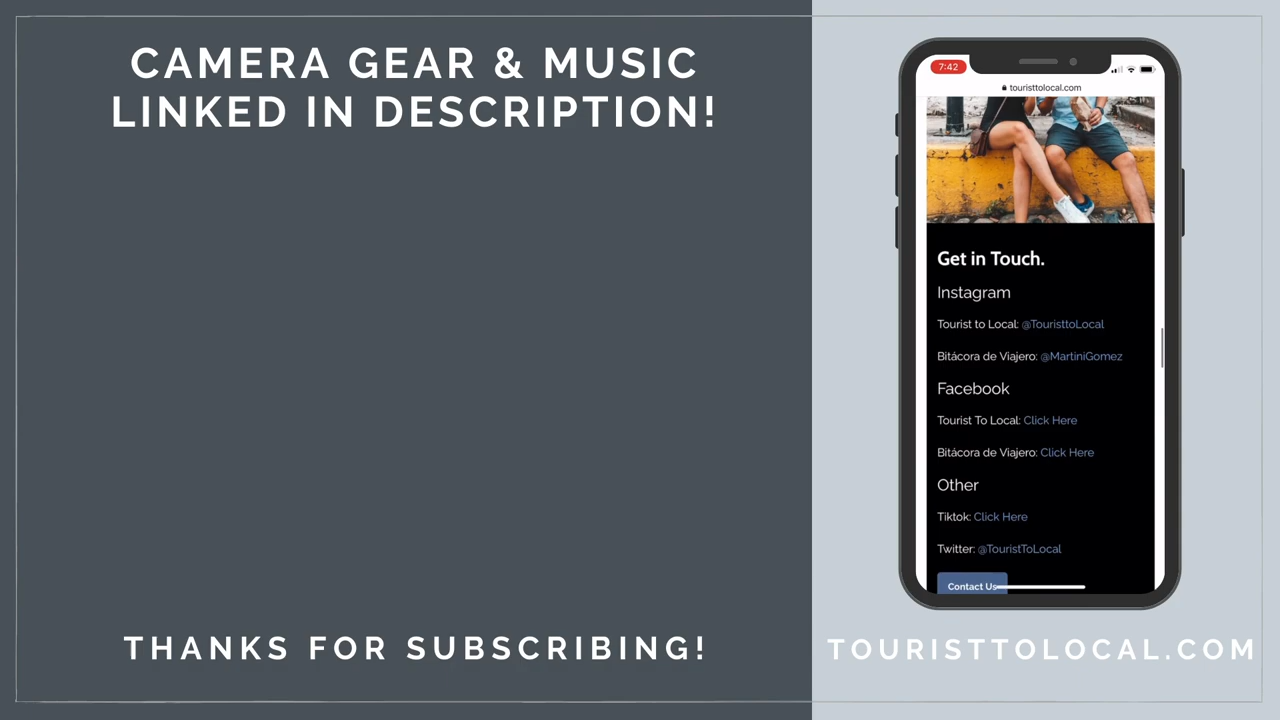 CAMERA GEAR & MUSIC
LINKED IN DESCRIPTION!
THANKS FOR SUBSCRIBING!
7:42
touristtolocal.com
Get in Touch.
Instagram
Tourist to Local: @TouristtoLocal
Bitácora de Viajero: @MartiniGomez
Facebook
Tourist To Local: Click Here
Bitácora de Viajero: Click Here
Other
Tiktok: Click Here
Twitter: @TouristToLocal
Contact Us
TOURISTTOLOCAL.COM